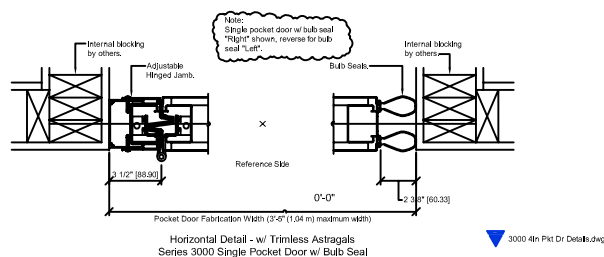 Note:
Single pocket door w/ bulb seal
"Right" shown, reverse for bulb
seal "Left".
Internal blocking
by others.
Adjustable
Hinged Jamb.
Bulb Seals.
Internal blocking
by others.
Reference Side
3 1/2" [88.90]
0'-0"
2 3/8" [60.33]
Pocket Door Fabrication Width (3'-5" (1.04 m) maximum width)
Horizontal Detail - w/ Trimless Astragals
Series 3000 Single Pocket Door w/ Bulb Seal
3000 4in Pkt Dr Details.dwg